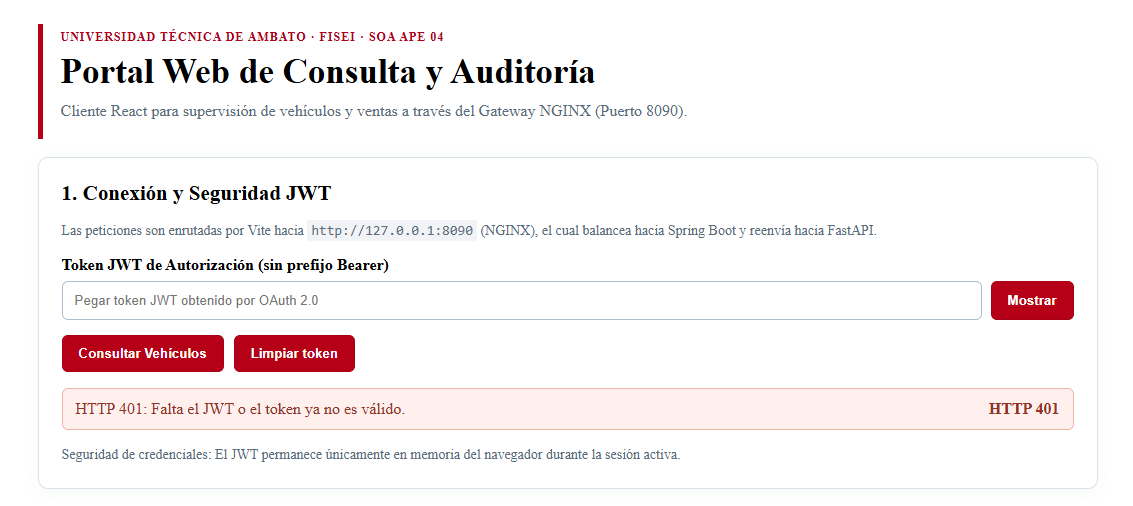 UNIVERSIDAD TÉCNICA DE AMBATO · FISEI · SOA APE 04
Portal Web de Consulta y Auditoría
Cliente React para supervisión de vehículos y ventas a través del Gateway NGINX (Puerto 8090).
1. Conexión y Seguridad JWT
Las peticiones son enrutadas por Vite hacia http://127.0.0.1:8090 (NGINX), el cual balancea hacia Spring Boot y reenvía hacia FastAPI.
Token JWT de Autorización (sin prefijo Bearer)
Pegar token JWT obtenido por OAuth 2.0 Mostrar
Consultar Vehículos Limpiar token
HTTP 401: Falta el JWT o el token ya no es válido. HTTP 401
Seguridad de credenciales: El JWT permanece únicamente en memoria del navegador durante la sesión activa.